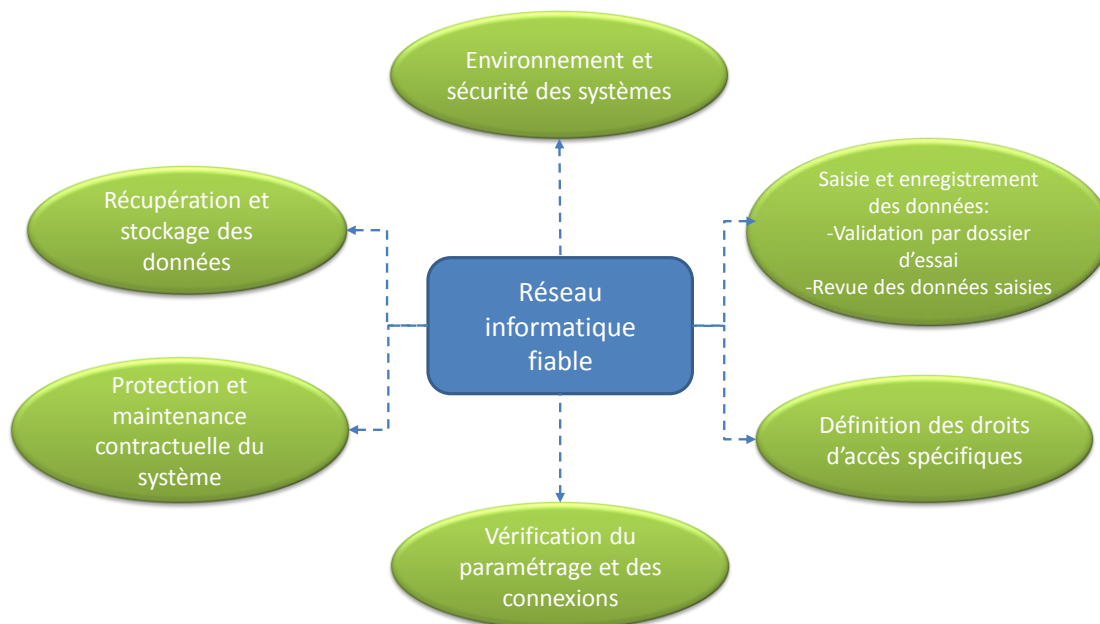 Environnement et
sécurité des systèmes
Récupération et
stockage des
données
Saisie et enregistrement
des données:
-Validation par dossier
d’essai
-Revue des données saisies
Réseau
informatique
fiable
Protection et
maintenance
contractuelle du
système
Définition des droits
d’accès spécifiques
Vérification du
paramétrage et des
connexions